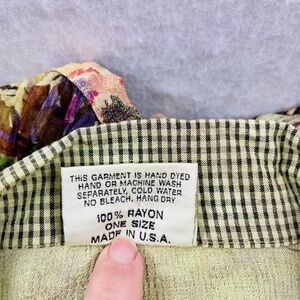 THIS GARMENT IS HAND DYED
HAND OR MACHINE WASH
SEPARATELY, COLD WATER
NO BLEACH, HANG DRY
100% RAYON
ONE SIZE
MADE IN U.S.A.